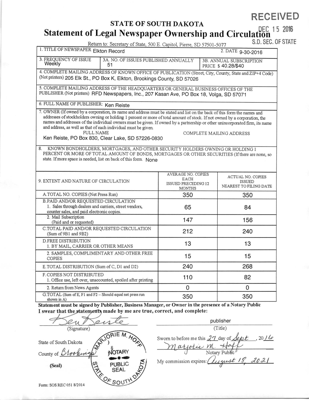 RECEIVED
DEC 15 2016
S.D. SEC. OF STATE
STATE OF SOUTH DAKOTA
Statement of Legal Newspaper Ownership and Circulation
Return to: Secretary of State, 500 E. Capitol, Pierre, SD 57501-5077
1. TITLE OF NEWSPAPER Elkton Record
2. DATE 9-30-2016
3. FREQUENCY OF ISSUE
Weekly
3A. NO. OF ISSUES PUBLISHED ANNUALLY
51
3B. ANNUAL SUBSCRIPTION
PRICE $ 40.28/$40
4. COMPLETE MAILING ADDRESS OF KNOWN OFFICE OF PUBLICATION (Street, City, County, State and ZIP+4 Code)
(Not printers) 205 Elk St., PO Box K, Elkton, Brookings County, SD 57026
5. COMPLETE MAILING ADDRESS OF THE HEADQUARTERS OR GENERAL BUSINESS OFFICES OF THE
PUBLISHERS (Not printers) RFD Newspapers, Inc., 207 Kasan Ave, PO Box 18, Volga, SD 57071
6. FULL NAME OF PUBLISHER: Ken Reiste
7. OWNER (If owned by a corporation, its name and address must be stated and list on the back of this form the names and
addresses of stockholders owning or holding 1 percent or more of total amount of stock. If not owned by a corporation, the
names and addresses of the individual owners must be given. If owned by a partnership or other unincorporated firm, its name
and address, as well as that of each individual must be given.
FULL NAME COMPLETE MAILING ADDRESS
Ken Reiste, PO Box 600, Clear Lake, SD 57226-0830
8. KNOWN BONDHOLDERS, MORTGAGES, AND OTHER SECURITY HOLDERS OWNING OR HOLDING 1
PERCENT OR MORE OF TOTAL AMOUNT OF BONDS, MORTGAGES OR OTHER SECURITIES (If there are none, so
state. If more space is needed, list on back of this form. None
9. EXTENT AND NATURE OF CIRCULATION
AVERAGE NO. COPIES
EACH
ISSUED PRECEDING 12
MONTHS
ACTUAL NO. COPIES
ISSUED
NEAREST TO FILING DATE
A TOTAL NO. COPIES (Net Press Run) 350 350
B. PAID AND/OR REQUESTED CIRCULATION
1. Sales through dealers and carriers, street vendors,
counter sales, and paid electronic copies. 65 84
2. Mail Subscription
(Paid and or requested) 147 156
C. TOTAL PAID AND/OR REQUESTED CIRCULATION
(Sum of 9B1 and 9B2) 212 240
D. FREE DISTRIBUTION
1. BY MAIL, CARRIER OR OTHER MEANS 13 13
2. SAMPLES, COMPLIMENTARY AND OTHER FREE
COPIES 15 15
E. TOTAL DISTRIBUTION (Sum of C, D1 and D2) 240 268
F. COPIES NOT DISTRIBUTED
1. Office use, left over, unaccounted, spoiled after printing 110 82
2. Return from News Agents 0 0
G. TOTAL (Sum of E, F1 and F2 – Should equal net press run
shown in A) 350 350
Statement must be signed by Publisher, Business Manager, or Owner in the presence of a Notary Public
I swear that the statements made by me are true, correct, and complete:
Ken Reiste
(Signature)
publisher
(Title)
State of South Dakota
County of Brookings
(Seal)
MARJORIE M. HOFF
NOTARY
PUBLIC
SEAL
SOUTH DAKOTA
Sworn to before me this 27 day of Sept, 2016
Marjorie M Hoff
Notary Public
My commission expires August 18, 2021
Form: SOS REC 051 8/2014